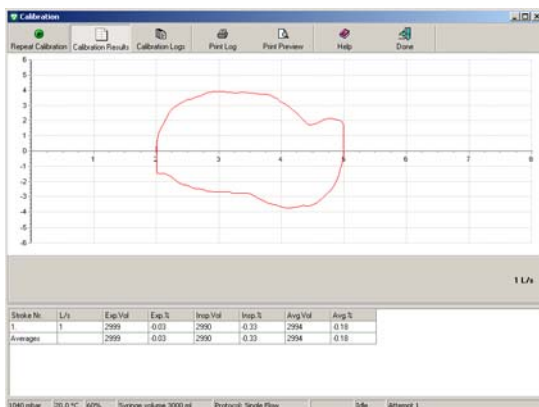 Calibration
Repeat Calibration Calibration Results Calibration Logs Print Log Print Preview Help Done
6
5
4
3
2
1
0
-1
-2
-3
-4
-5
-6
1 2 3 4 5 6 7 8
1 L/s
Stroke Nr. L/s Exp.Vol Exp.% Insp.Vol Insp.% Avg.Vol Avg.%
1. 1 2999 -0.03 2990 -0.33 2994 -0.18
Averages 2999 -0.03 2990 -0.33 2994 -0.18
1040 mbar 20.0 °C 60% Syringe volume 3000 ml Protocol: Single Flow Idle Attempt 1